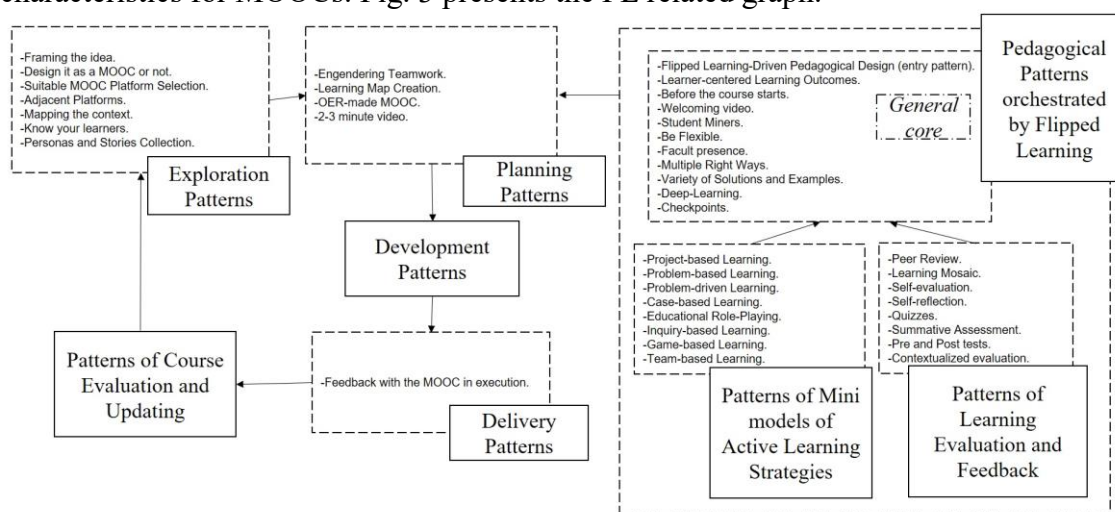 characteristics for MOOCs. Fig. 3 presents the PL related graph.
-Framing the idea.
-Design it as a MOOC or not.
-Suitable MOOC Platform Selection.
-Adjacent Platforms.
-Mapping the context.
-Know your learners.
-Personas and Stories Collection.
Exploration
Patterns
-Engendering Teamwork.
-Learning Map Creation.
-OER-made MOOC.
-2-3 minute video.
Planning
Patterns
Development
Patterns
-Feedback with the MOOC in execution.
Delivery
Patterns
Patterns of Course
Evaluation and
Updating
Pedagogical
Patterns
orchestrated
by Flipped
Learning
-Flipped Learning-Driven Pedagogical Design (entry pattern).
-Learner-centered Learning Outcomes.
-Before the course starts.
-Welcoming video.
-Student Miners.
-Be Flexible.
-Facult presence.
-Multiple Right Ways.
-Variety of Solutions and Examples.
-Deep-Learning.
-Checkpoints.
General
core
-Project-based Learning.
-Problem-based Learning.
-Problem-driven Learning.
-Case-based Learning.
-Educational Role-Playing.
-Inquiry-based Learning.
-Game-based Learning.
-Team-based Learning.
Patterns of Mini
models of
Active Learning
Strategies
-Peer Review.
-Learning Mosaic.
-Self-evaluation.
-Self-reflection.
-Quizzes.
-Summative Assessment.
-Pre and Post tests.
-Contextualized evaluation.
Patterns of
Learning
Evaluation and
Feedback